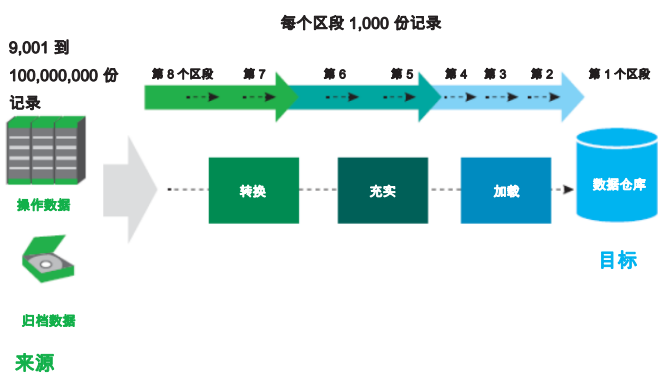 每个区段 1,000 份记录
9,001 到
100,000,000 份
记录
第 8 个区段
第 7
第 6
第 5
第 4
第 3
第 2
第 1 个区段
操作数据
转换
充实
加载
数据仓库
目标
归档数据
来源